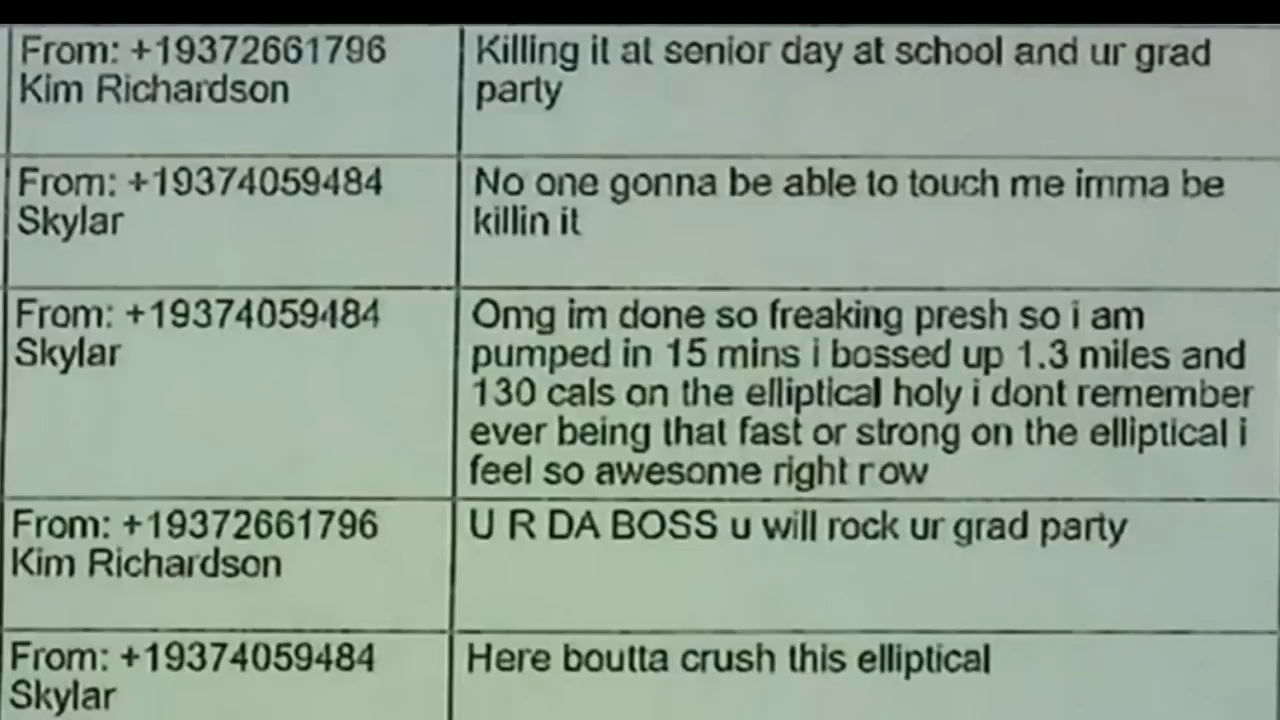 From: +19372661796
Kim Richardson
Killing it at senior day at school and ur grad
party
From: +19374059484
Skylar
No one gonna be able to touch me imma be
killin it
From: +19374059484
Skylar
Omg im done so freaking presh so i am
pumped in 15 mins i bossed up 1.3 miles and
130 cals on the elliptical holy i dont remember
ever being that fast or strong on the elliptical i
feel so awesome right row
From: +19372661796
Kim Richardson
U R DA BOSS u will rock ur grad party
From: +19374059484
Skylar
Here boutta crush this elliptical